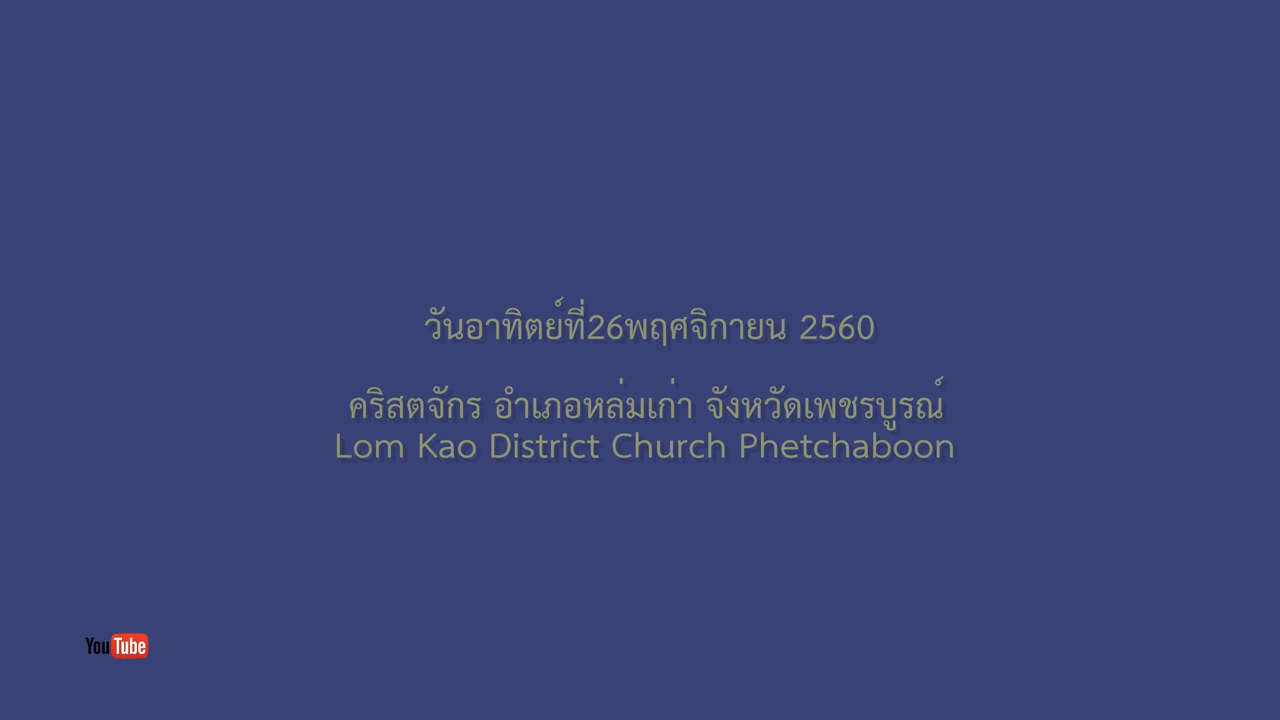 วันอาทิตย์ที่26พฤศจิกายน 2560
คริสตจักร อำเภอหล่มเก่า จังหวัดเพชรบูรณ์
Lom Kao District Church Phetchaboon
YouTube